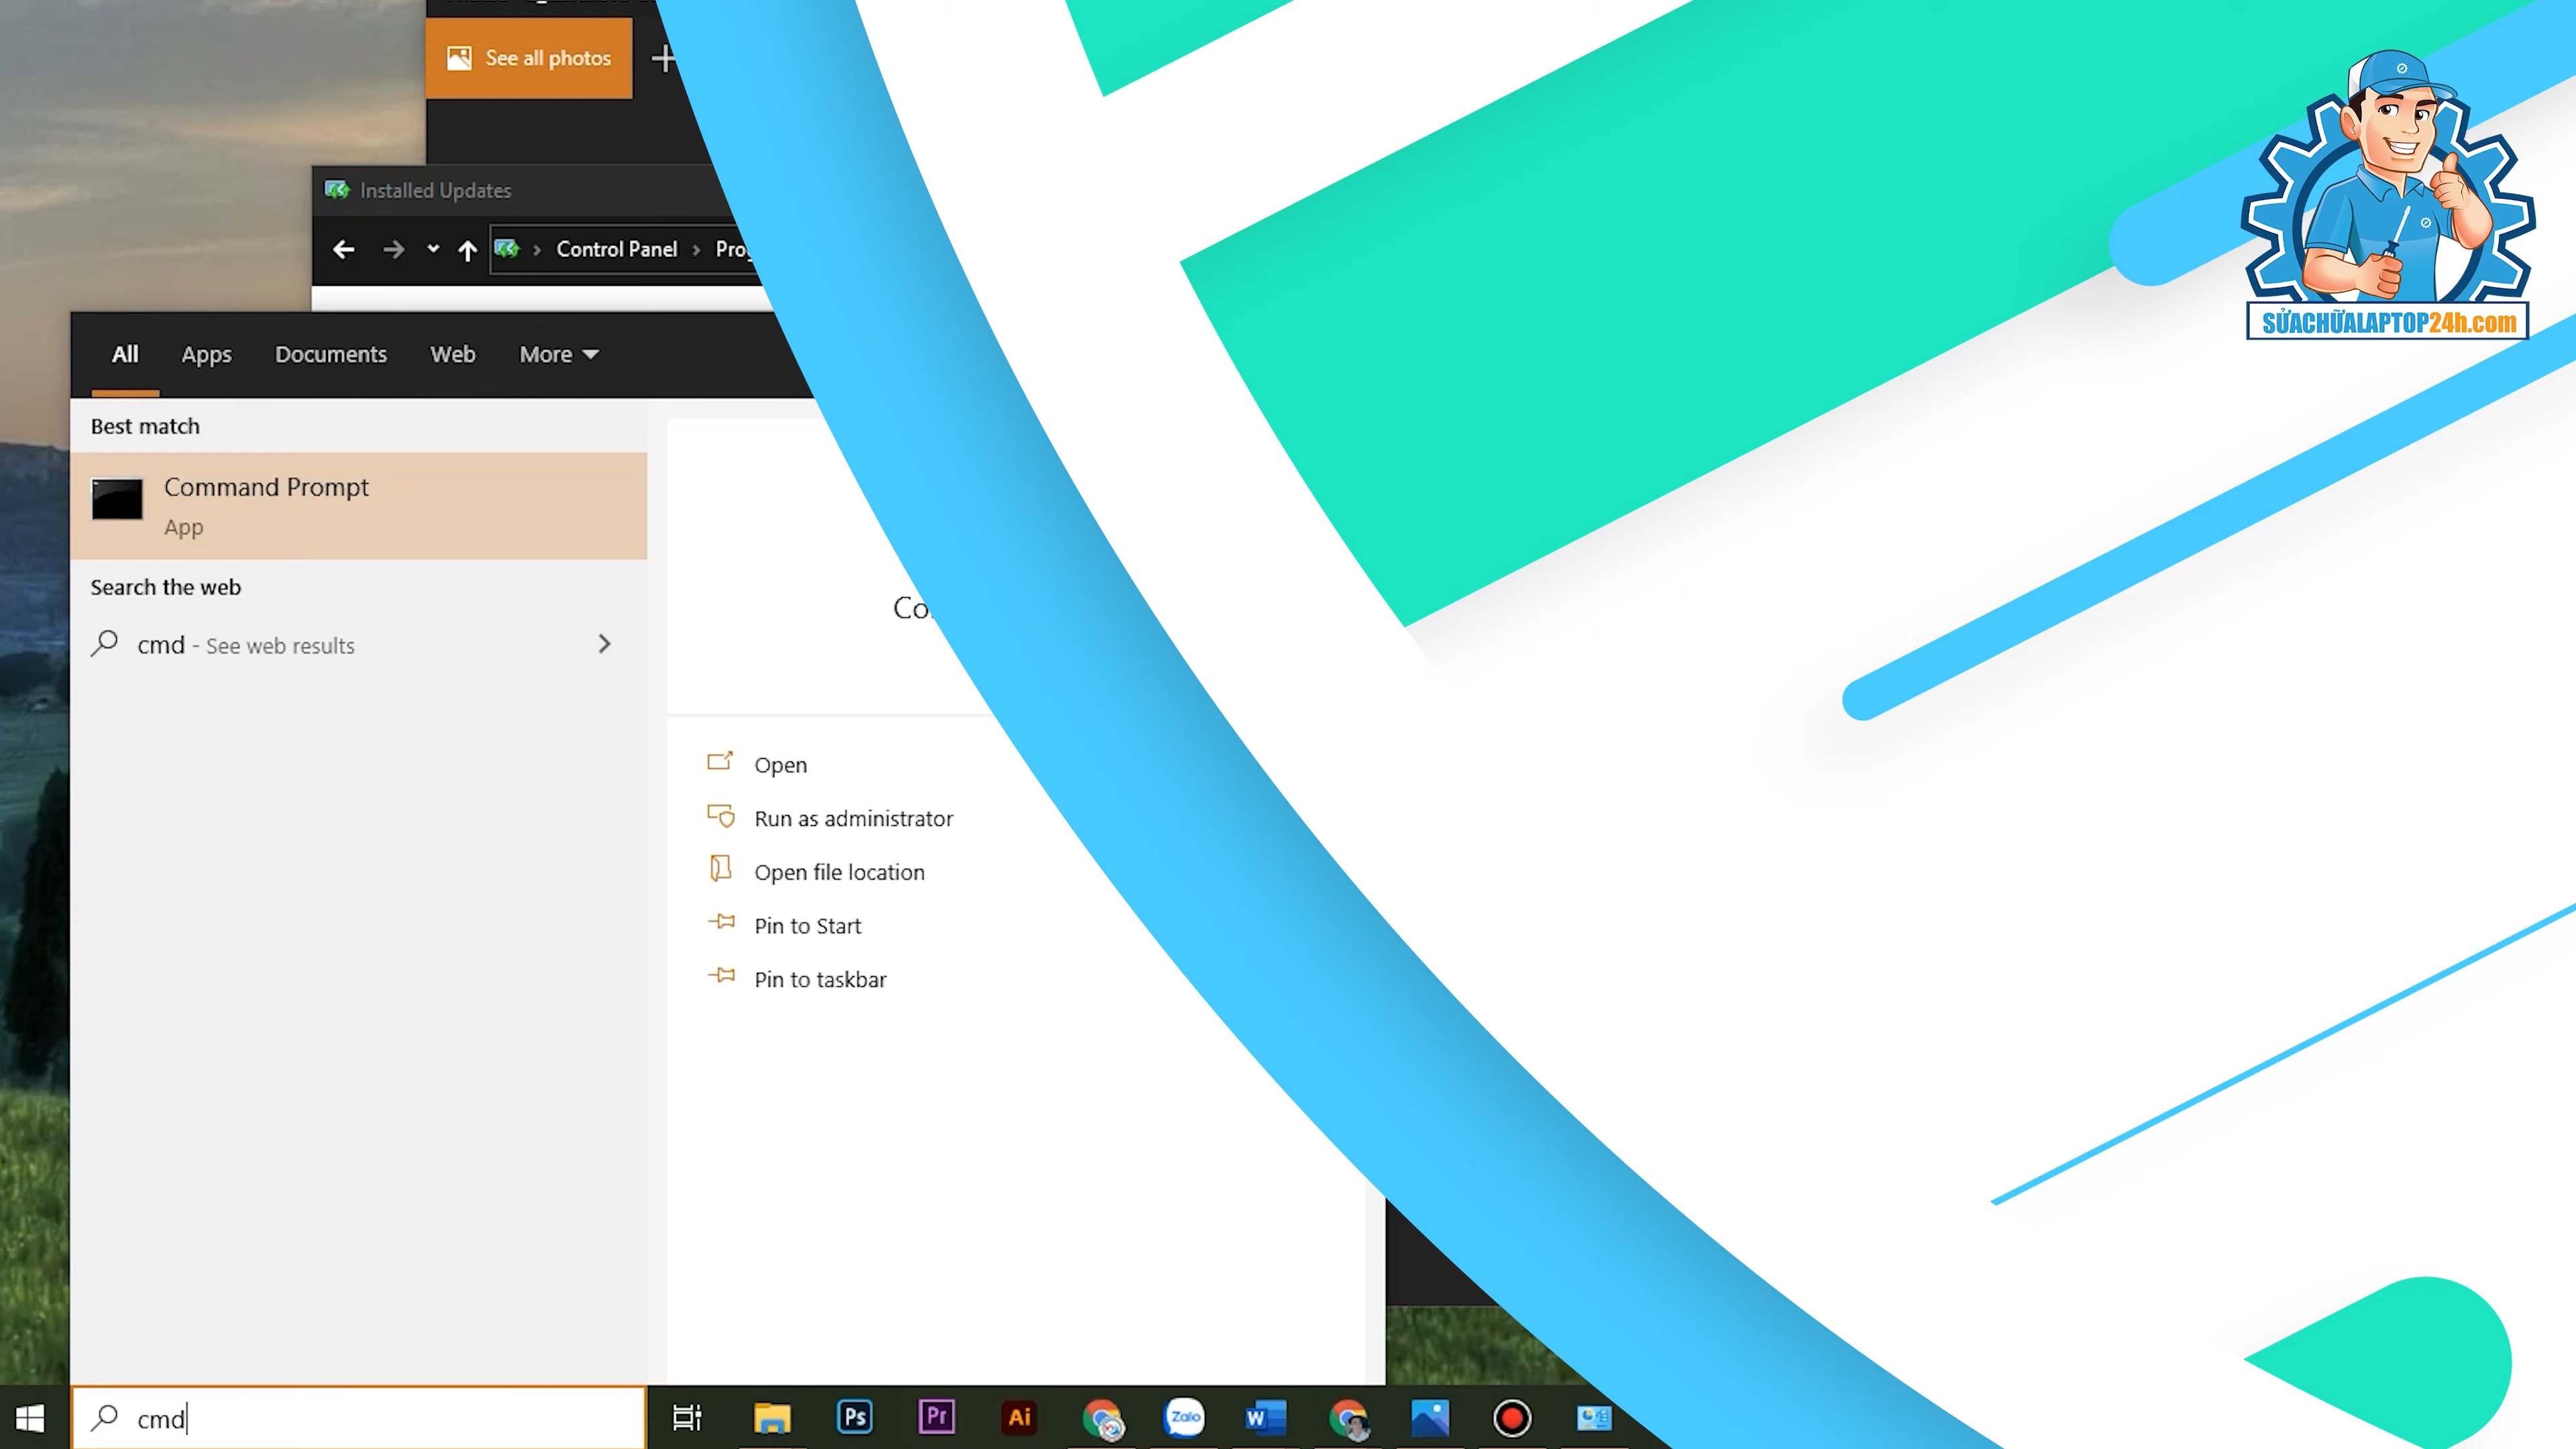 See all photos
Installed Updates
Control Panel
All Apps Documents Web More
Best match
Command Prompt
App
Search the web
cmd - See web results
Open
Run as administrator
Open file location
Pin to Start
Pin to taskbar
cmd
Ps Pr Ai Zalo W
SỬACHỮALAPTOP24h.com